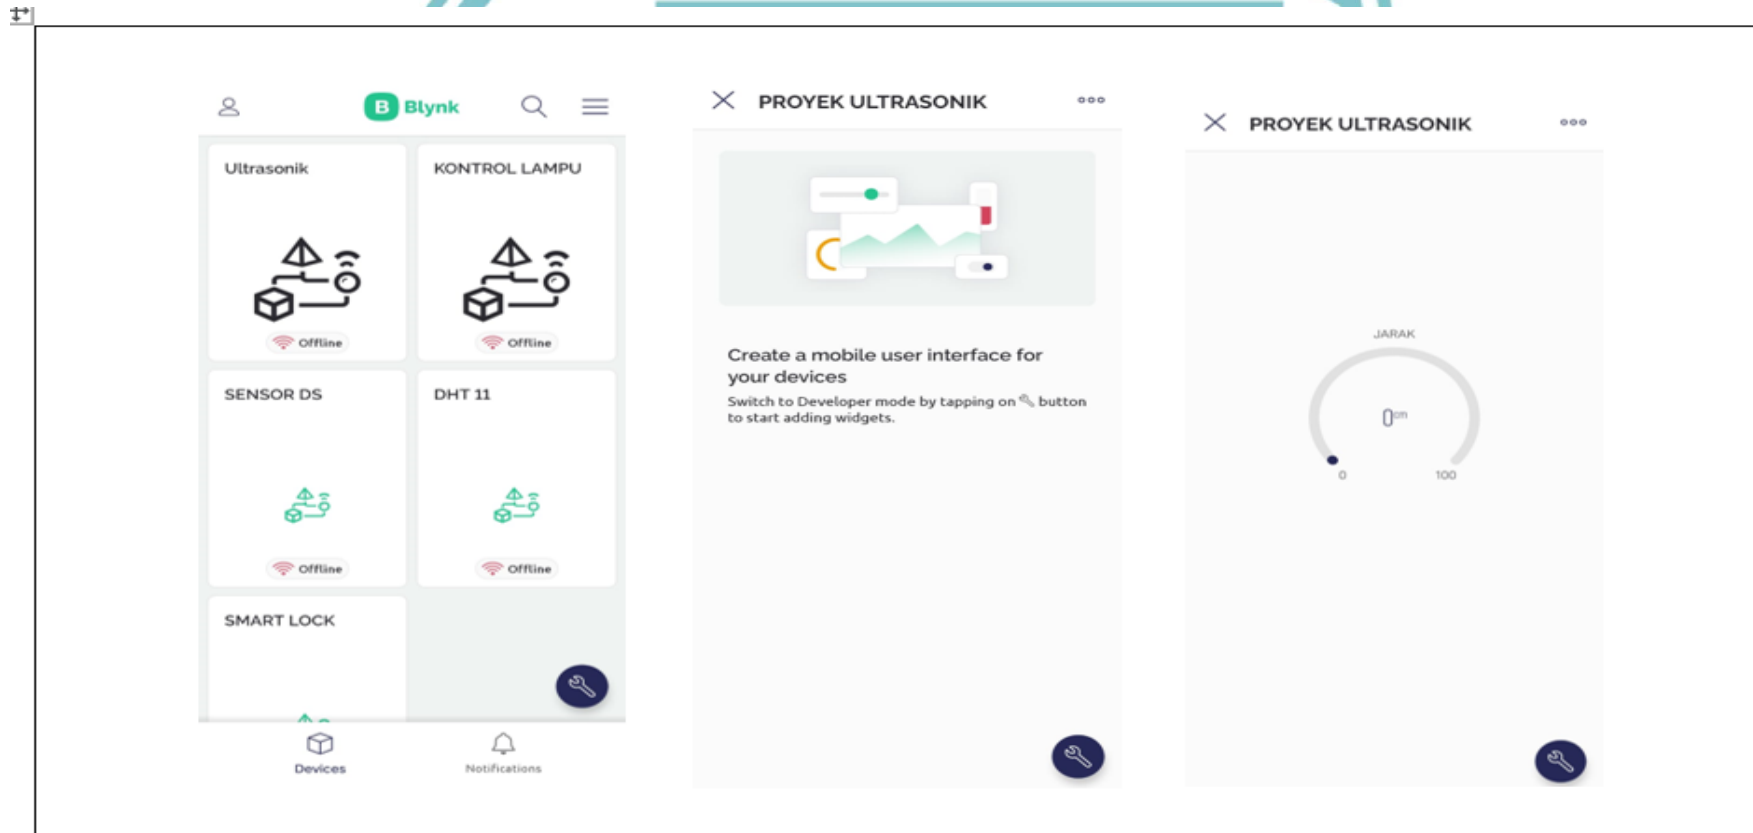 B Blynk
Ultrasonik
KONTROL LAMPU
Offline
Offline
SENSOR DS
DHT 11
Offline
Offline
SMART LOCK
Devices
Notifications
PROYEK ULTRASONIK
Create a mobile user interface for
your devices
Switch to Developer mode by tapping on button
to start adding widgets.
PROYEK ULTRASONIK
JARAK
0cm
0
100